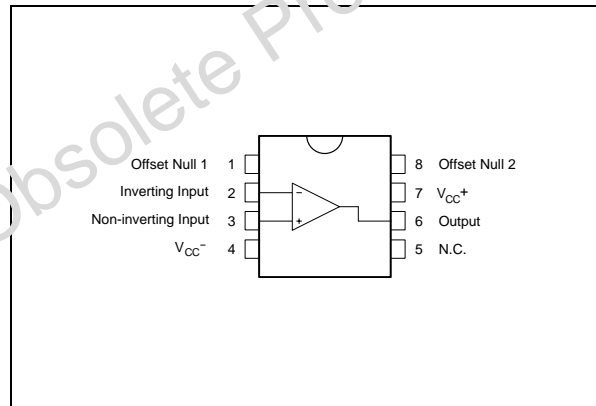 Obsolete Pro
Offset Null 1 1
Inverting Input 2
Non-inverting Input 3
VCC- 4
8 Offset Null 2
7 VCC+
6 Output
5 N.C.
-
+